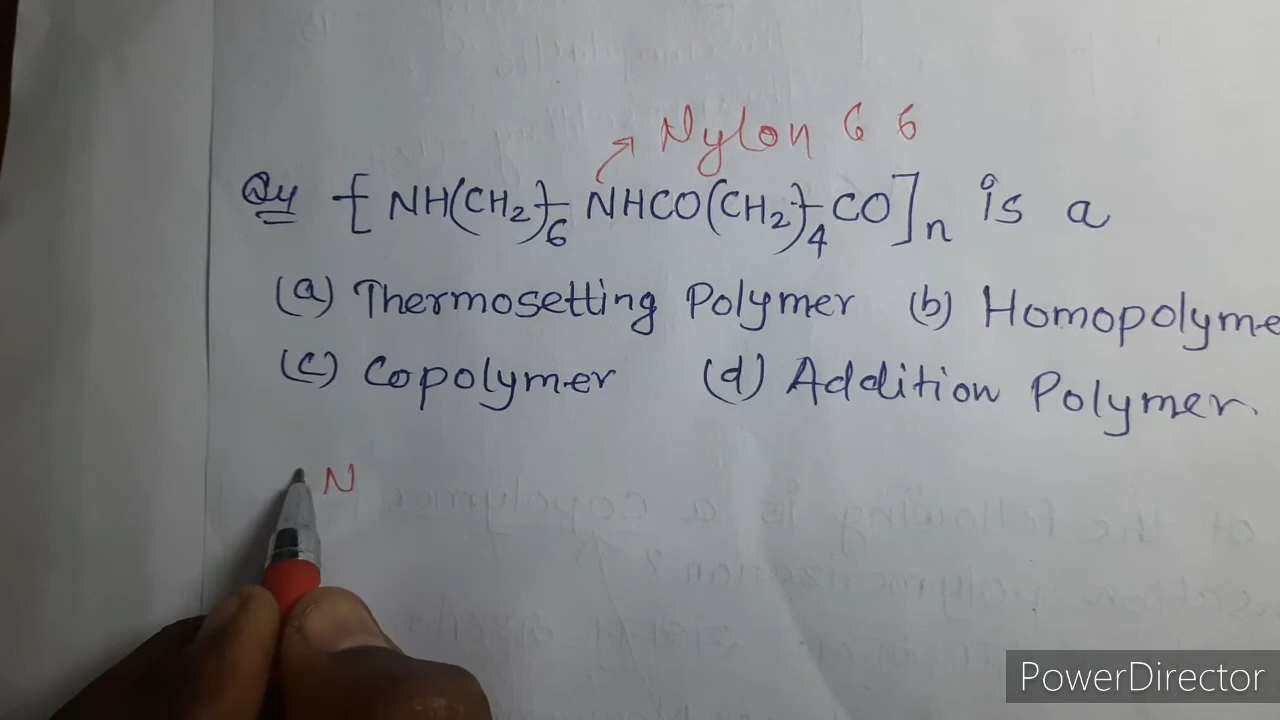 Nylon 6 6
Q4 [NH(CH₂)₆ NHCO(CH₂)₄ CO]n is a
(a) Thermosetting Polymer (b) Homopolyme
(c) Copolymer (d) Addition Polymer.
N
PowerDirector